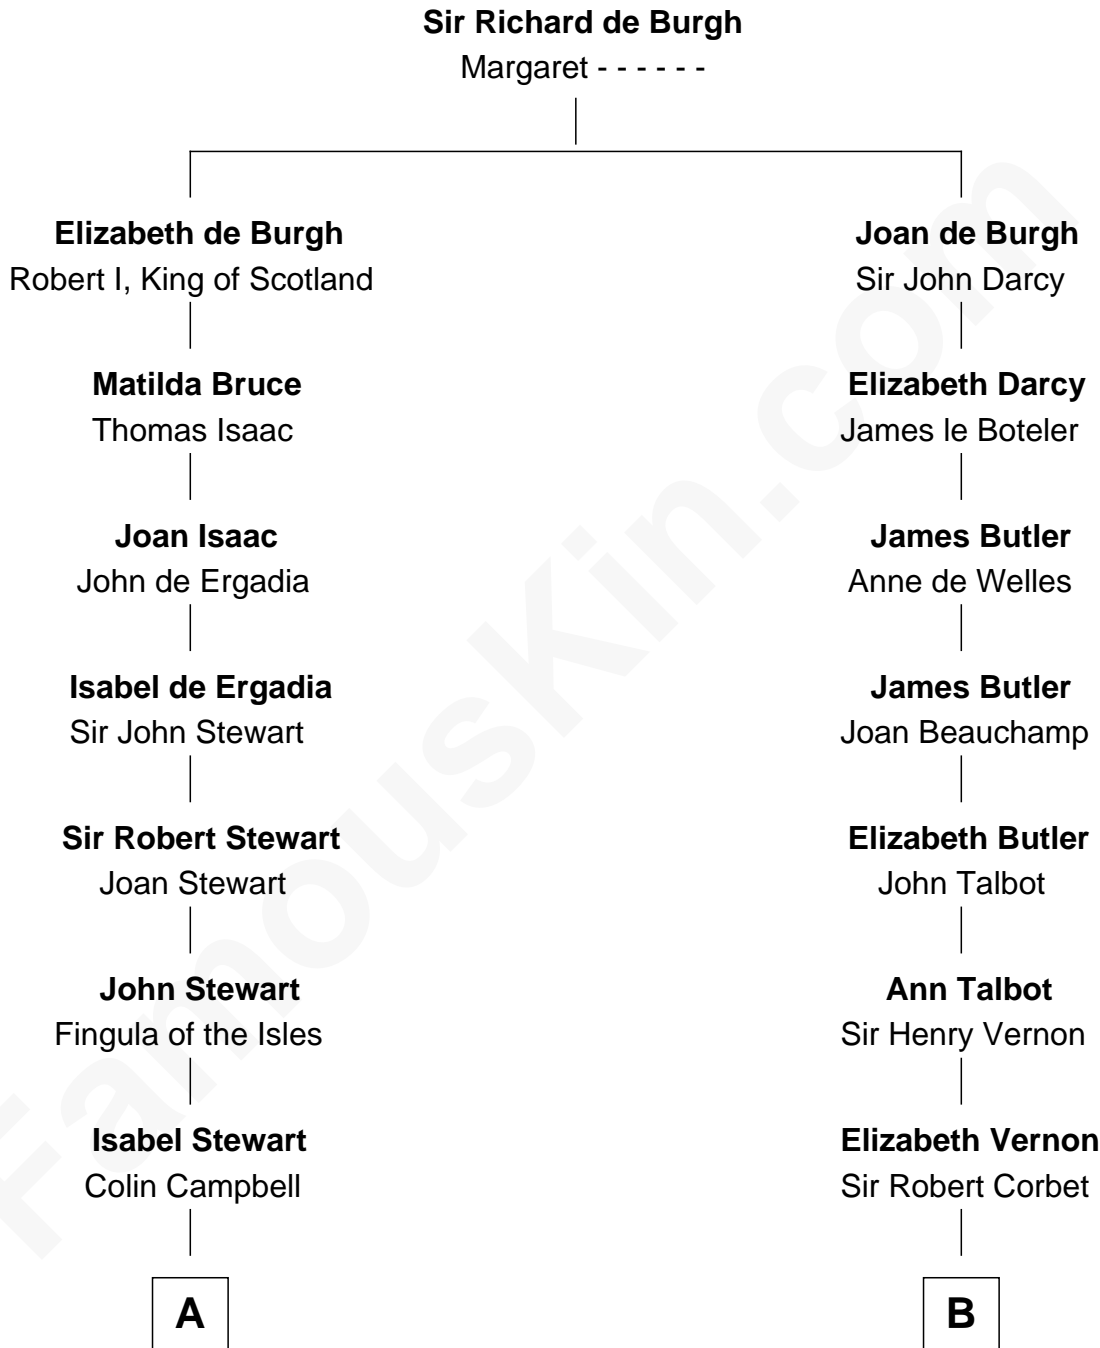 Sir Richard de Burgh
Margaret - - - - - -
Elizabeth de Burgh
Robert I, King of Scotland
Joan de Burgh
Sir John Darcy
Matilda Bruce
Thomas Isaac
Elizabeth Darcy
James le Boteler
Joan Isaac
John de Ergadia
James Butler
Anne de Welles
Isabel de Ergadia
Sir John Stewart
James Butler
Joan Beauchamp
Sir Robert Stewart
Joan Stewart
Elizabeth Butler
John Talbot
John Stewart
Fingula of the Isles
Ann Talbot
Sir Henry Vernon
Isabel Stewart
Colin Campbell
Elizabeth Vernon
Sir Robert Corbet
A
B
FamousKin.com